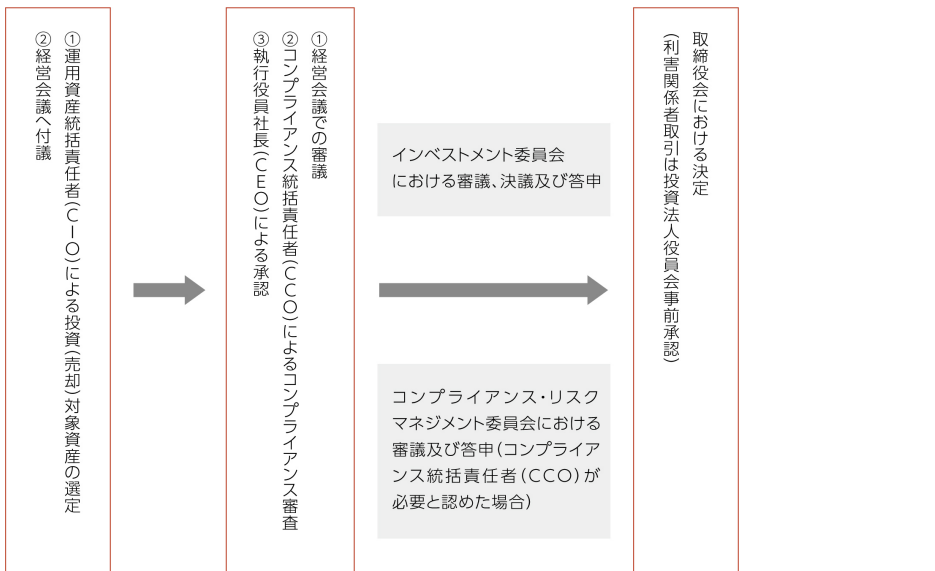 ①運用資産統括責任者(CIO)による投資(売却)対象資産の選定
②経営会議へ付議
①経営会議での審議
②コンプライアンス統括責任者(CCO)によるコンプライアンス審査
③執行役員社長(CEO)による承認
インベストメント委員会
における審議、決議及び答申
コンプライアンス・リスク
マネジメント委員会における
審議及び答申(コンプライア
ンス統括責任者(CCO)が
必要と認めた場合)
取締役会における決定
(利害関係者取引は投資法人役員会事前承認)